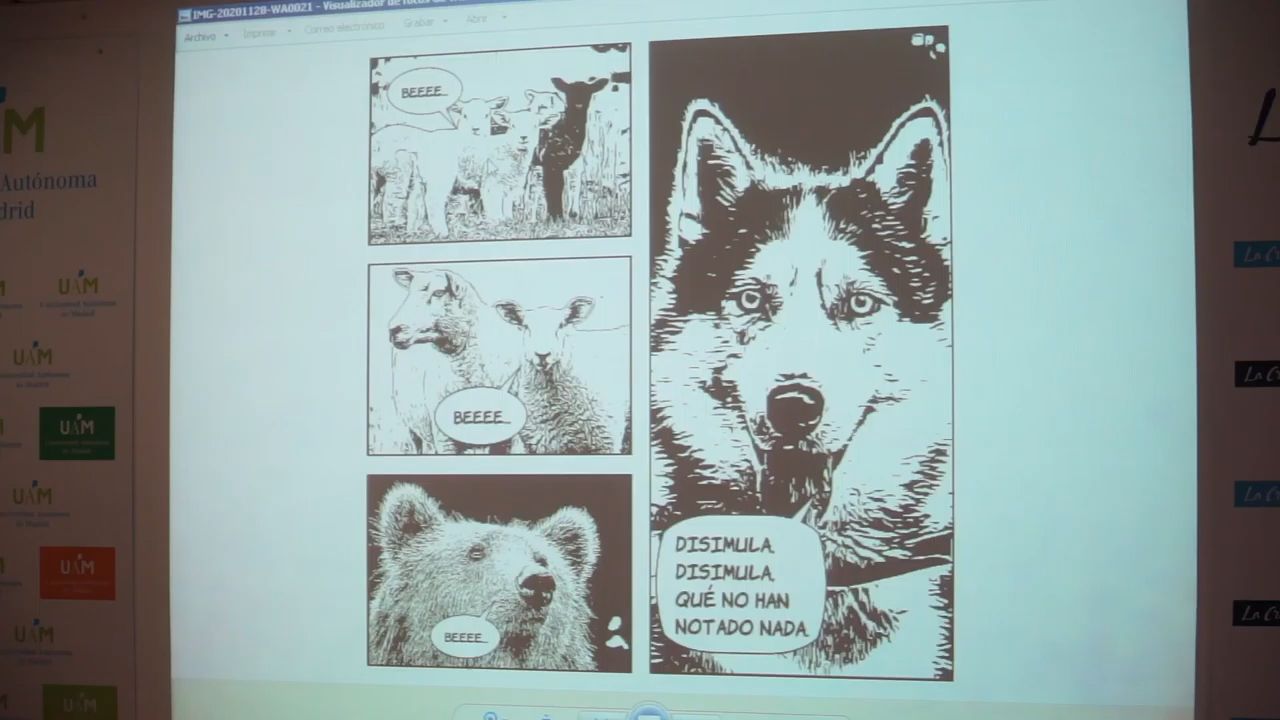 IMG-20201120-WA0021 - Visualizador de fotos de
Archivo Imprimir Correo electrónico Grabar Abrir
BEEEE...
BEEEE...
BEEEE...
DISIMULA,
DISIMULA,
QUÉ NO HAN
NOTADO NADA.
UAM
Autónoma
drid
UAM
UAM
UAM
UAM
UAM
UAM
UAM